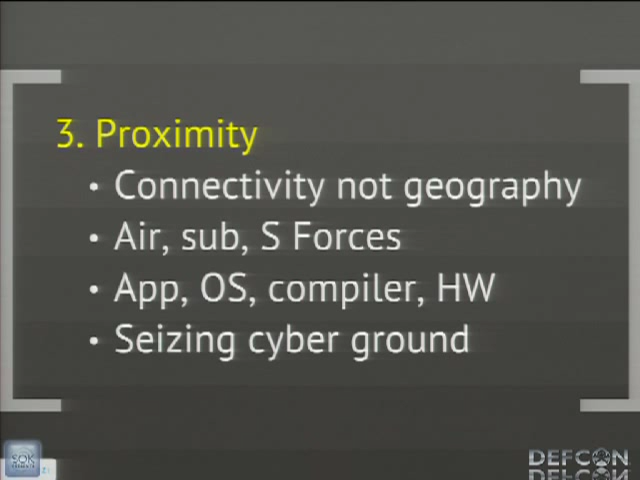 3. Proximity
• Connectivity not geography
• Air, sub, S Forces
• App, OS, compiler, HW
• Seizing cyber ground
DEFCON